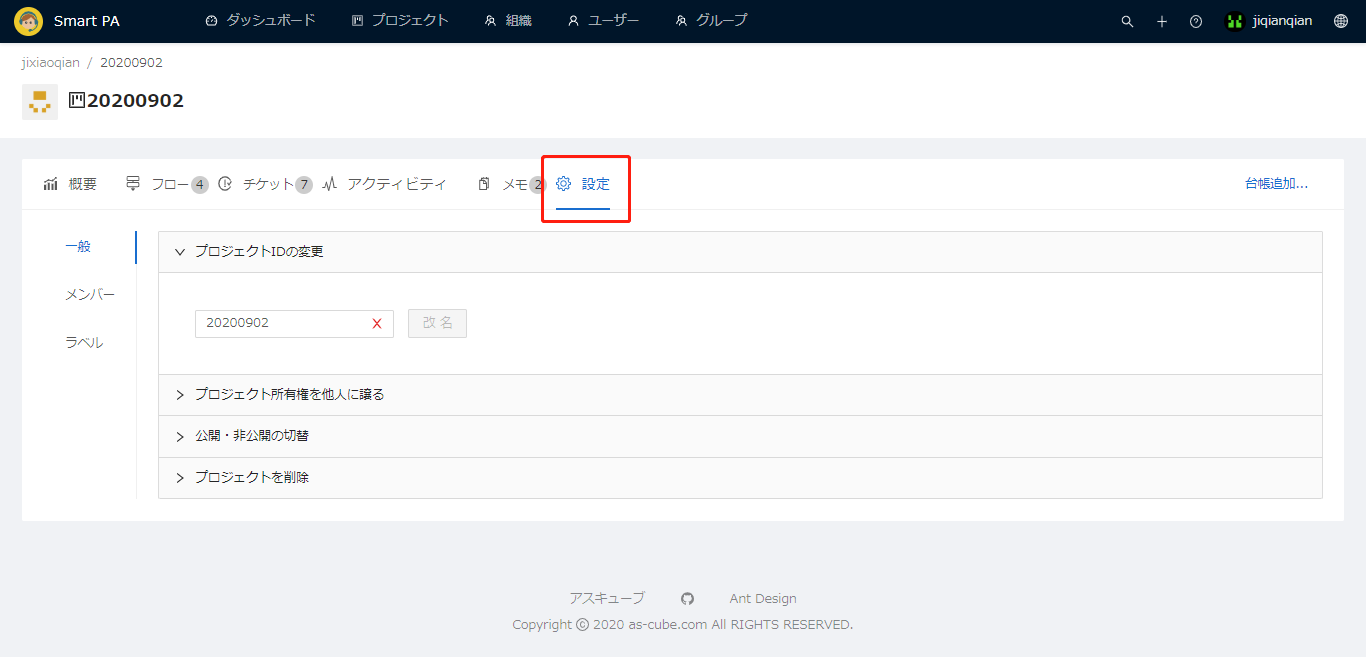 Smart PA ダッシュボード プロジェクト 組織 ユーザー グループ jiqianqian
jixiaoqian / 20200902
20200902
概要 フロー 4 チケット 7 アクティビティ メモ 2 設定 台帳追加...
一般
プロジェクトIDの変更
メンバー
20200902 改 名
ラベル
プロジェクト所有権を他人に譲る
公開・非公開の切替
プロジェクトを削除
アスキューブ Ant Design
Copyright © 2020 as-cube.com All RIGHTS RESERVED.